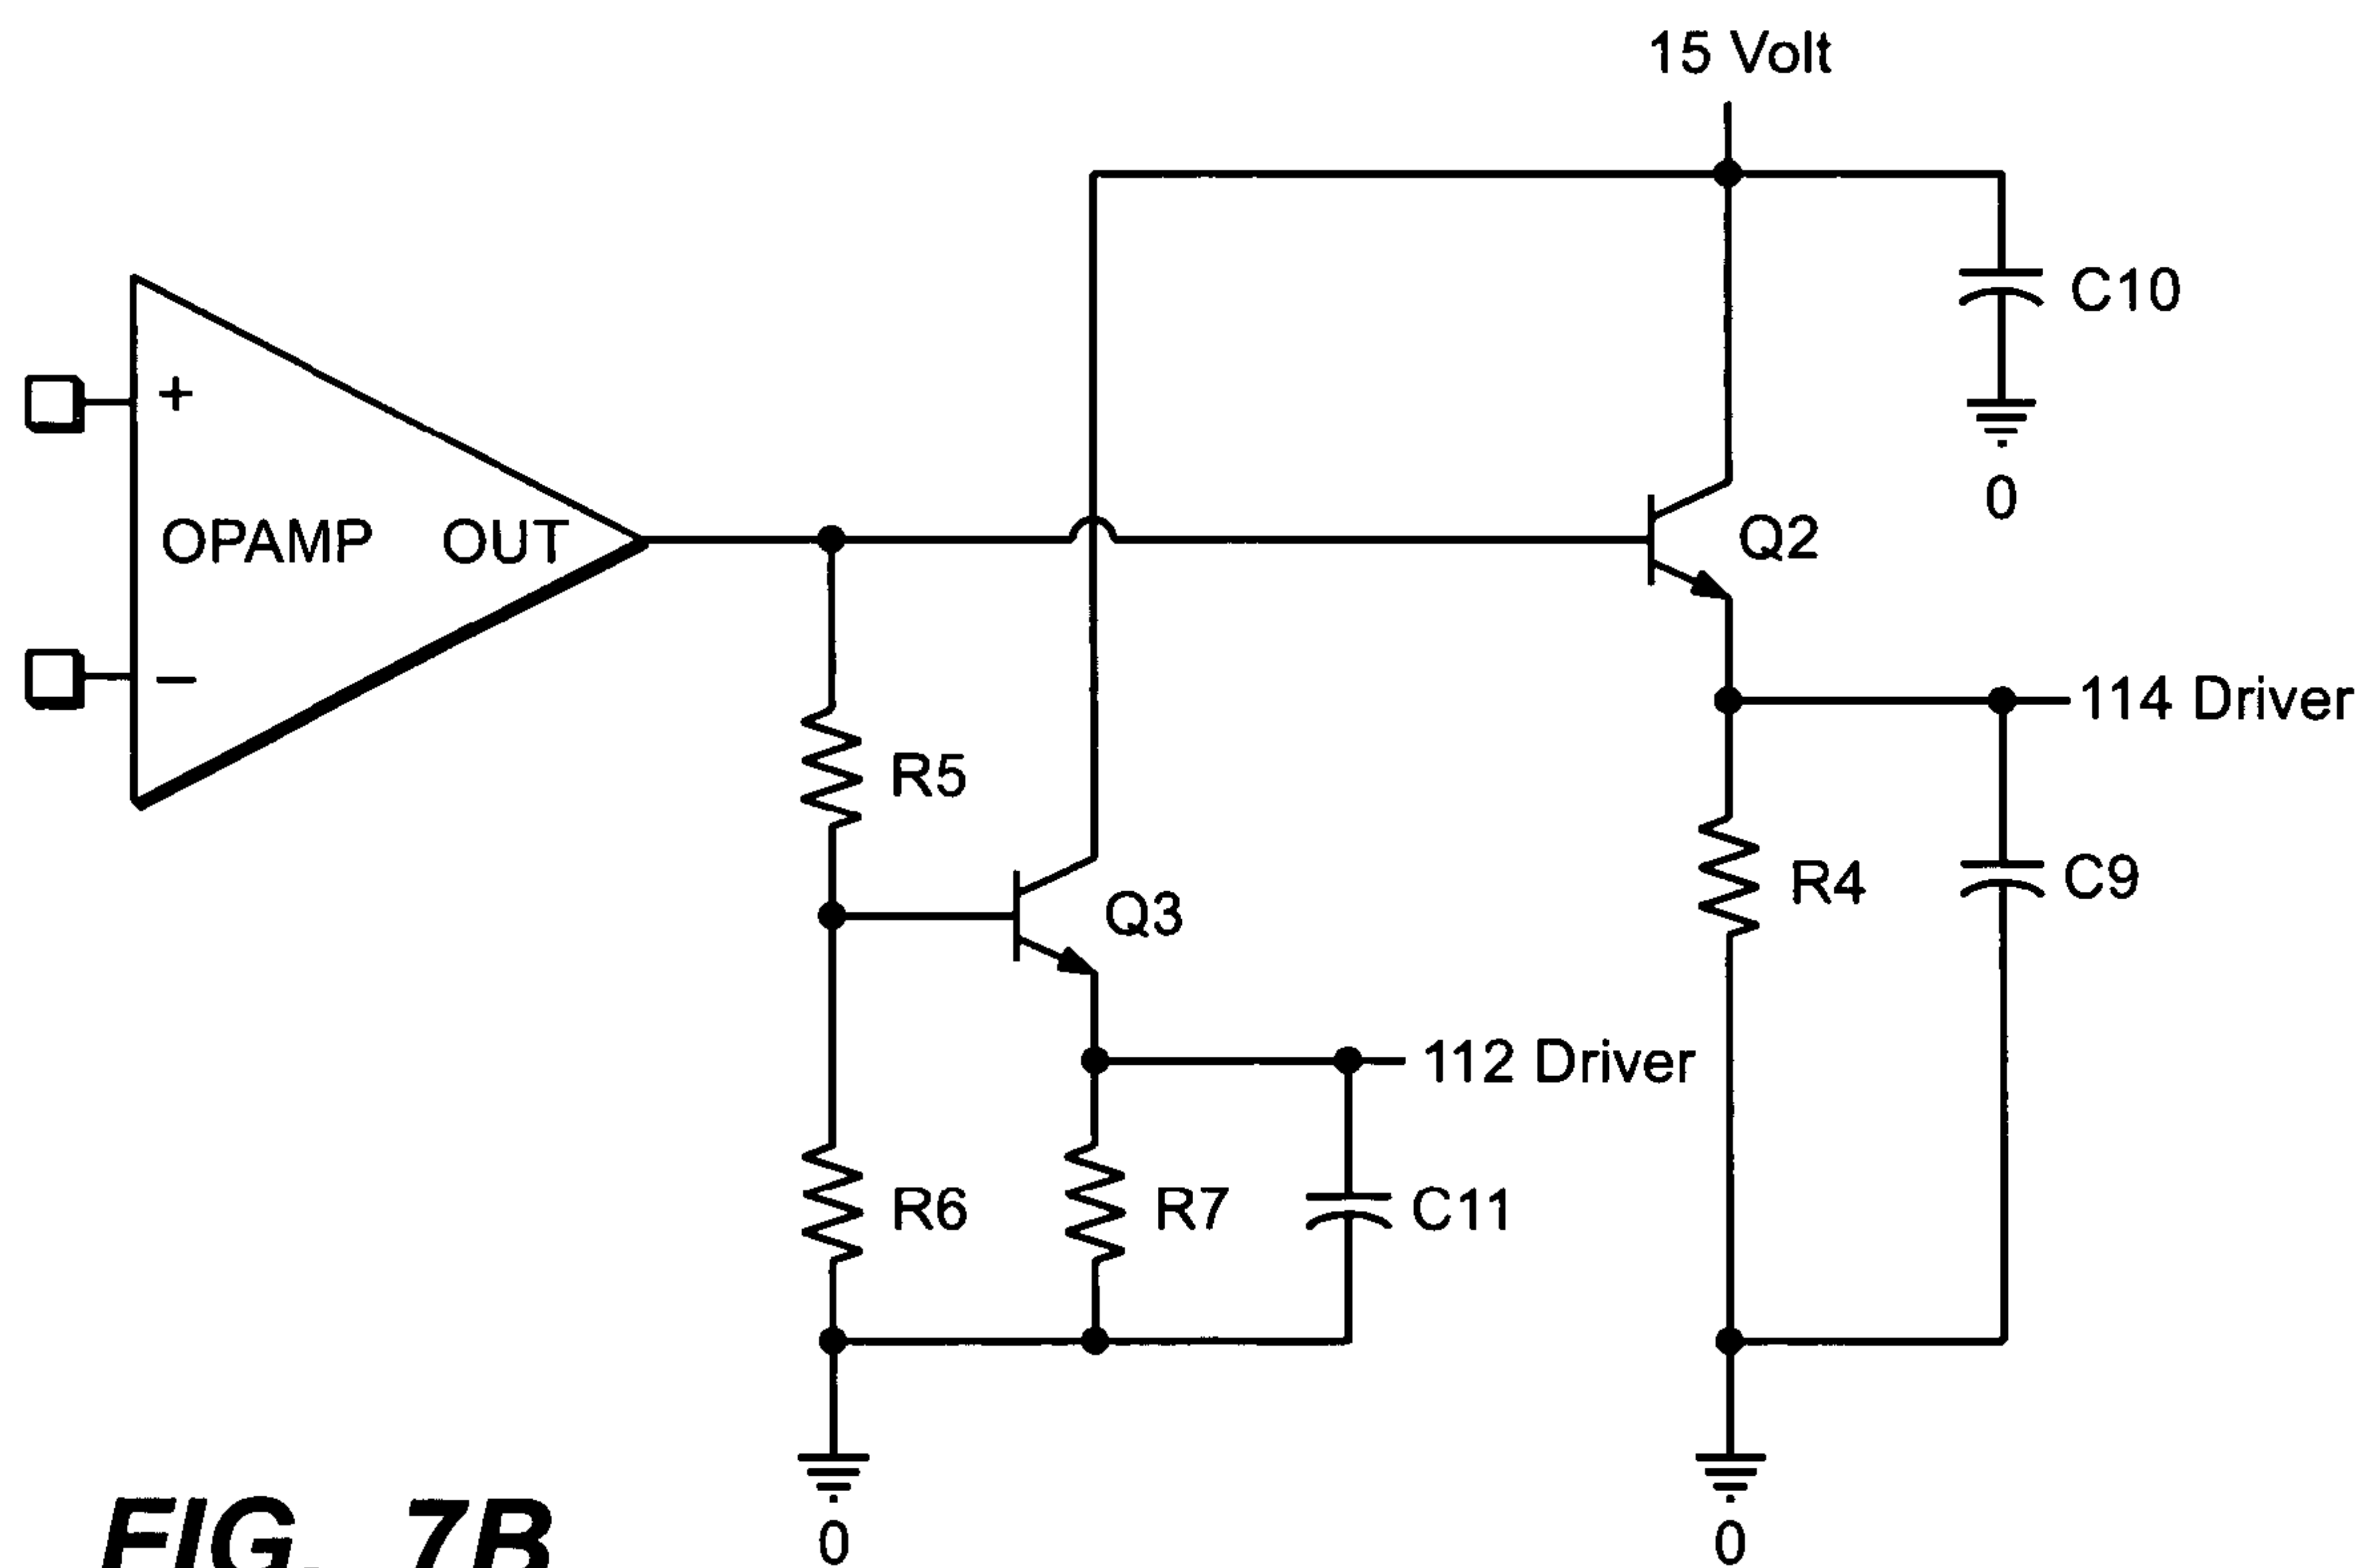 15 Volt
C10
0
+
OPAMP OUT
Q2
−
114 Driver
R5
R4
C9
Q3
112 Driver
R6
R7
C11
0
0
FIG. 7B